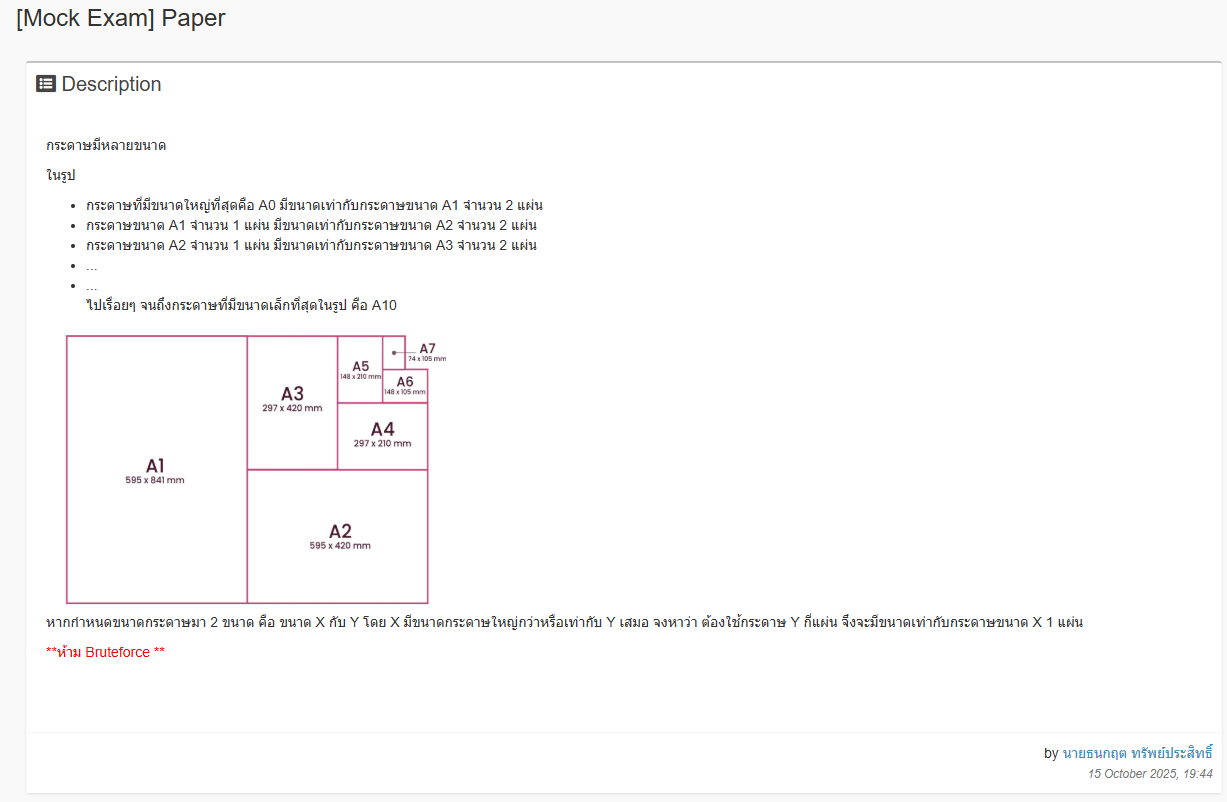 [Mock Exam] Paper
Description
กระดาษมีหลายขนาด
ในรูป
• กระดาษที่มีขนาดใหญ่ที่สุดคือ A0 มีขนาดเท่ากับกระดาษขนาด A1 จำนวน 2 แผ่น
• กระดาษขนาด A1 จำนวน 1 แผ่น มีขนาดเท่ากับกระดาษขนาด A2 จำนวน 2 แผ่น
• กระดาษขนาด A2 จำนวน 1 แผ่น มีขนาดเท่ากับกระดาษขนาด A3 จำนวน 2 แผ่น
• ...
• ...
ไปเรื่อยๆ จนถึงกระดาษที่มีขนาดเล็กที่สุดในรูป คือ A10
A7
74 x 105 mm
A5
148 x 210 mm
A6
148 x 105 mm
A3
297 x 420 mm
A4
297 x 210 mm
A1
595 x 841 mm
A2
595 x 420 mm
หากกำหนดขนาดกระดาษมา 2 ขนาด คือ ขนาด X กับ Y โดย X มีขนาดกระดาษใหญ่กว่าหรือเท่ากับ Y เสมอ จงหาว่า ต้องใช้กระดาษ Y กี่แผ่น จึงจะมีขนาดเท่ากับกระดาษขนาด X 1 แผ่น
**ห้าม Bruteforce **
by นายธนกฤต ทรัพย์ประสิทธิ์
15 October 2025, 19:44